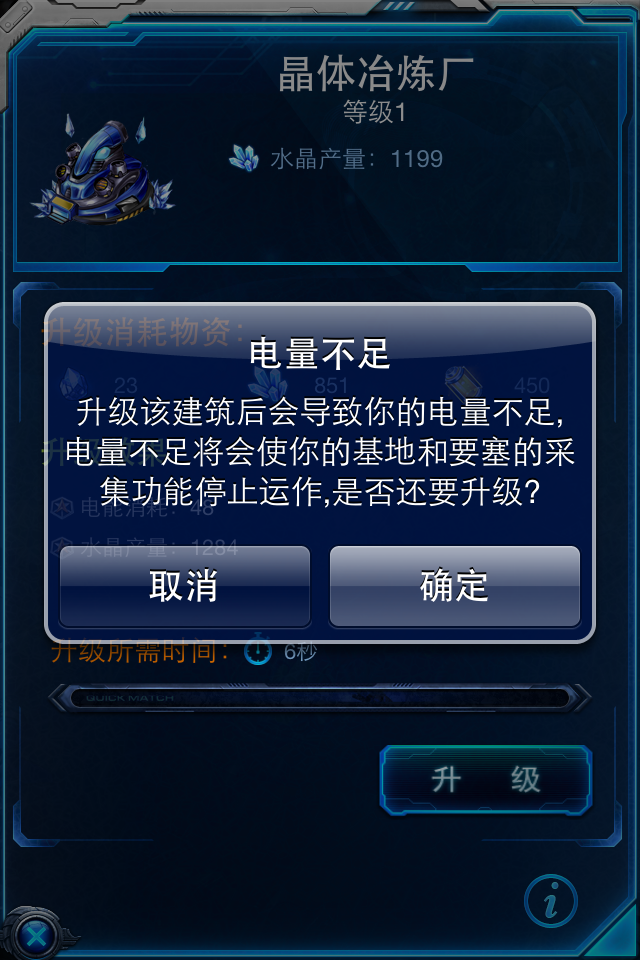 晶体冶炼厂
等级1
水晶产量：1199
升级消耗物资：
电量不足
23
851
450
升级该建筑后会导致你的电量不足,
电量不足将会使你的基地和要塞的采
集功能停止运作,是否还要升级?
电能消耗：48
水晶产量：1284
取消
确定
升级所需时间：6秒
QUICK MATCH
升 级